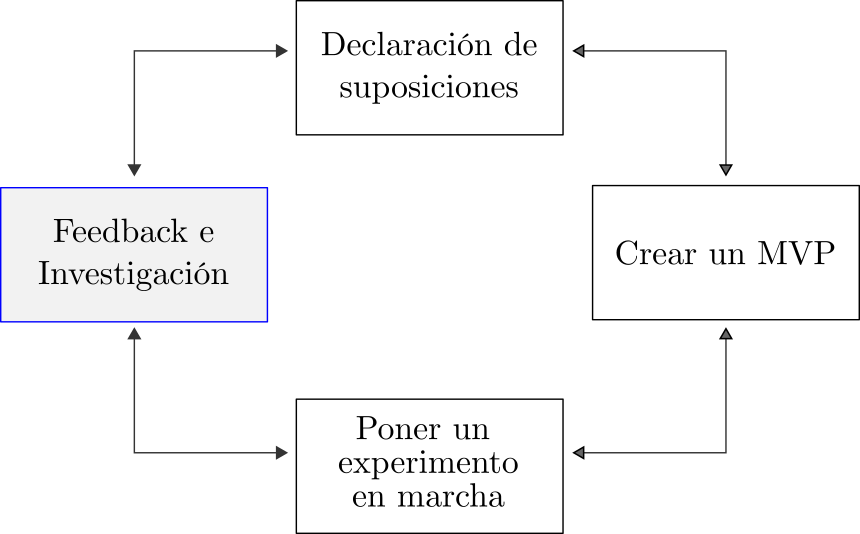 Declaración de
suposiciones
Feedback e
Investigación
Crear un MVP
Poner un
experimento
en marcha